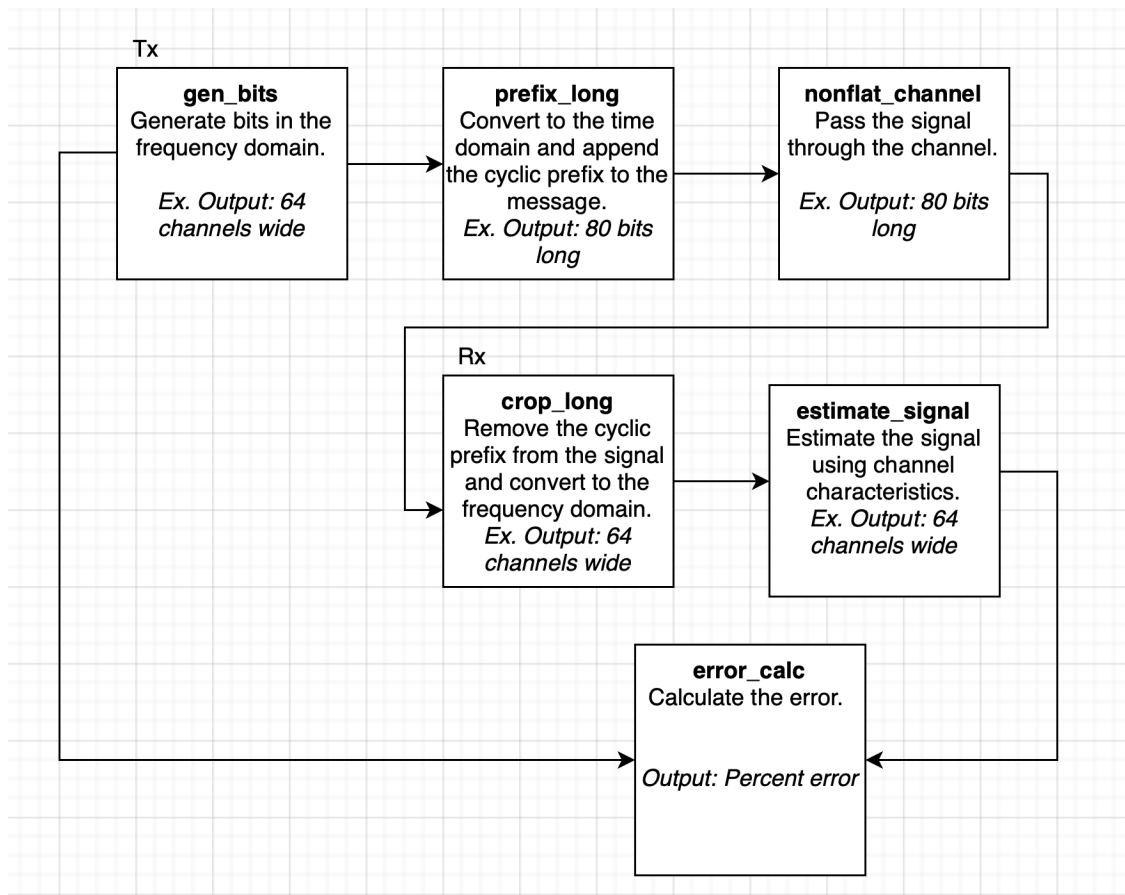 Tx
gen_bits
Generate bits in the
frequency domain.
Ex. Output: 64
channels wide
prefix_long
Convert to the time
domain and append
the cyclic prefix to the
message.
Ex. Output: 80 bits
long
nonflat_channel
Pass the signal
through the channel.
Ex. Output: 80 bits
long
Rx
crop_long
Remove the cyclic
prefix from the signal
and convert to the
frequency domain.
Ex. Output: 64
channels wide
estimate_signal
Estimate the signal
using channel
characteristics.
Ex. Output: 64
channels wide
error_calc
Calculate the error.
Output: Percent error